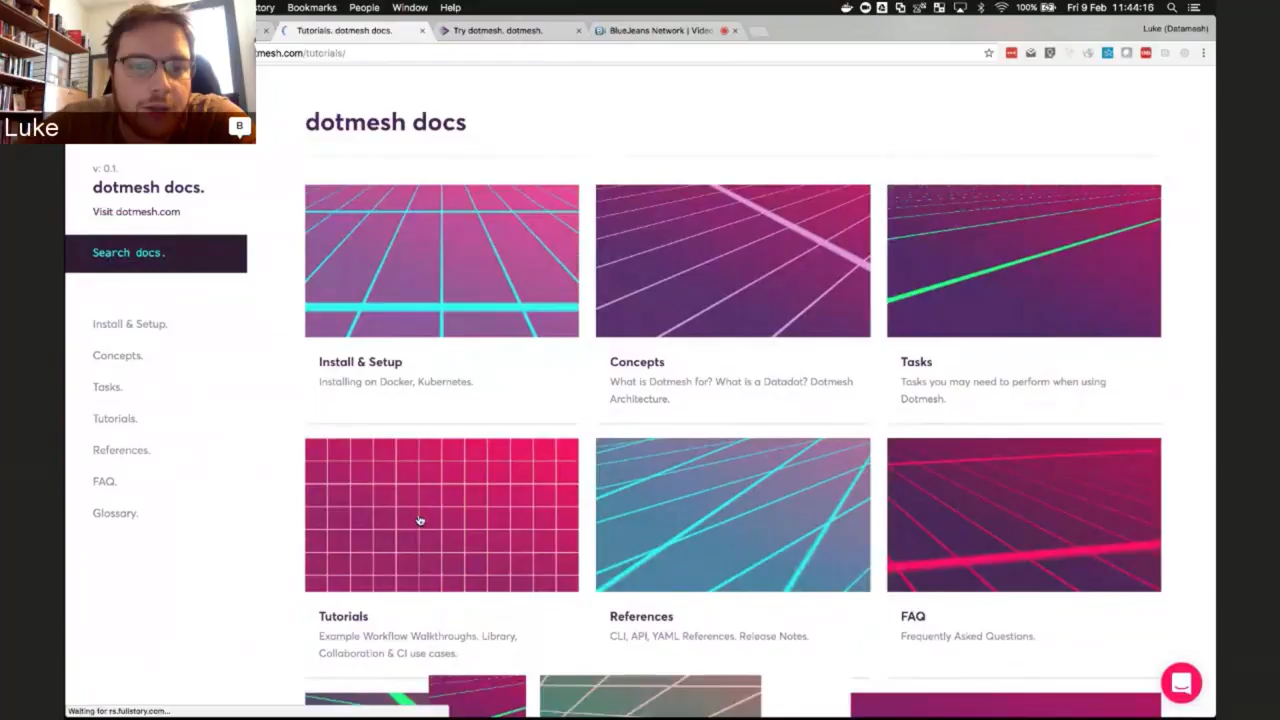 story Bookmarks People Window Help
100% Fri 9 Feb 11:44:16
Tutorials. dotmesh docs.
Try dotmesh. dotmesh.
BlueJeans Network | Video
Luke (Datamesh)
tmesh.com/tutorials/
Luke
B
dotmesh docs
v: 0.1.
dotmesh docs.
Visit dotmesh.com
Search docs.
Install & Setup.
Concepts.
Tasks.
Tutorials.
References.
FAQ.
Glossary.
Install & Setup
Installing on Docker, Kubernetes.
Concepts
What is Dotmesh for? What is a Datadot? Dotmesh
Architecture.
Tasks
Tasks you may need to perform when using
Dotmesh.
Tutorials
Example Workflow Walkthroughs. Library,
Collaboration & CI use cases.
References
CLI, API, YAML References. Release Notes.
FAQ
Frequently Asked Questions.
Waiting for rs.fullstory.com...